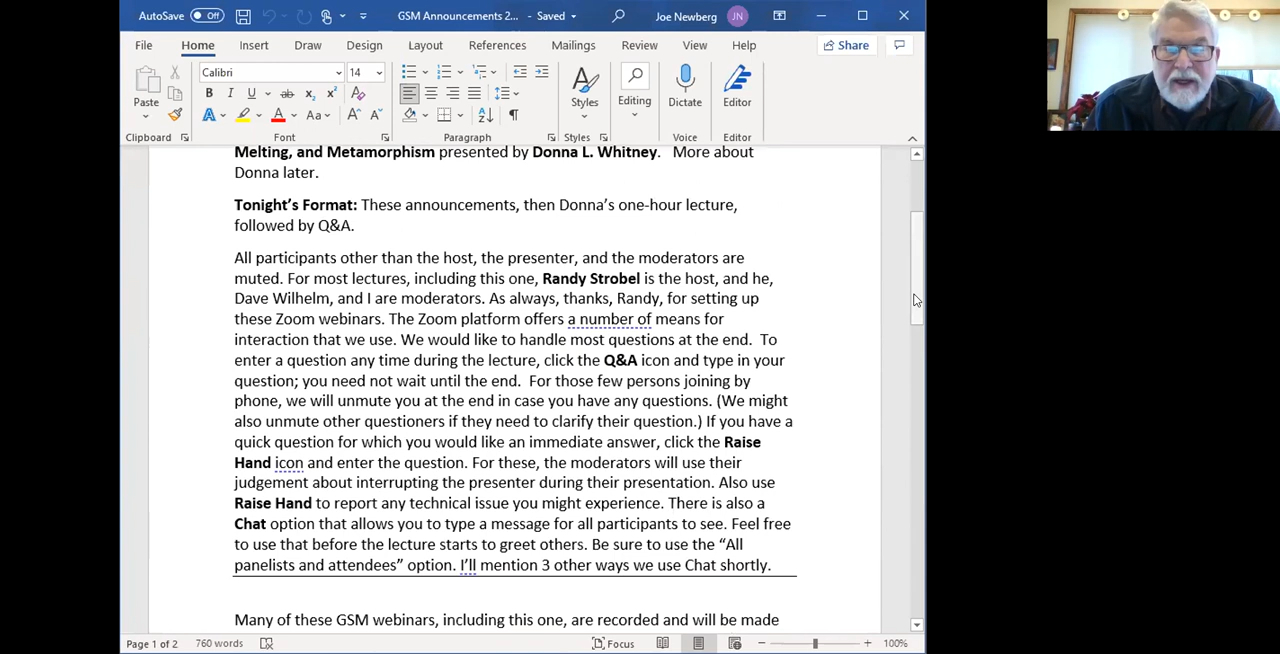 AutoSave Off GSM Announcements 2... - Saved Joe Newberg JN
File Home Insert Draw Design Layout References Mailings Review View Help Share
Calibri 14
Paste Styles Editing Dictate Editor
B I U ab x₂ x²
A A Aa A A
Clipboard Font Paragraph Styles Voice Editor
Melting, and Metamorphism presented by Donna L. Whitney. More about
Donna later.
Tonight's Format: These announcements, then Donna's one-hour lecture,
followed by Q&A.
All participants other than the host, the presenter, and the moderators are
muted. For most lectures, including this one, Randy Strobel is the host, and he,
Dave Wilhelm, and I are moderators. As always, thanks, Randy, for setting up
these Zoom webinars. The Zoom platform offers a number of means for
interaction that we use. We would like to handle most questions at the end. To
enter a question any time during the lecture, click the Q&A icon and type in your
question; you need not wait until the end. For those few persons joining by
phone, we will unmute you at the end in case you have any questions. (We might
also unmute other questioners if they need to clarify their question.) If you have a
quick question for which you would like an immediate answer, click the Raise
Hand icon and enter the question. For these, the moderators will use their
judgement about interrupting the presenter during their presentation. Also use
Raise Hand to report any technical issue you might experience. There is also a
Chat option that allows you to type a message for all participants to see. Feel free
to use that before the lecture starts to greet others. Be sure to use the “All
panelists and attendees” option. I'll mention 3 other ways we use Chat shortly.
Many of these GSM webinars, including this one, are recorded and will be made
Page 1 of 2 760 words Focus 100%